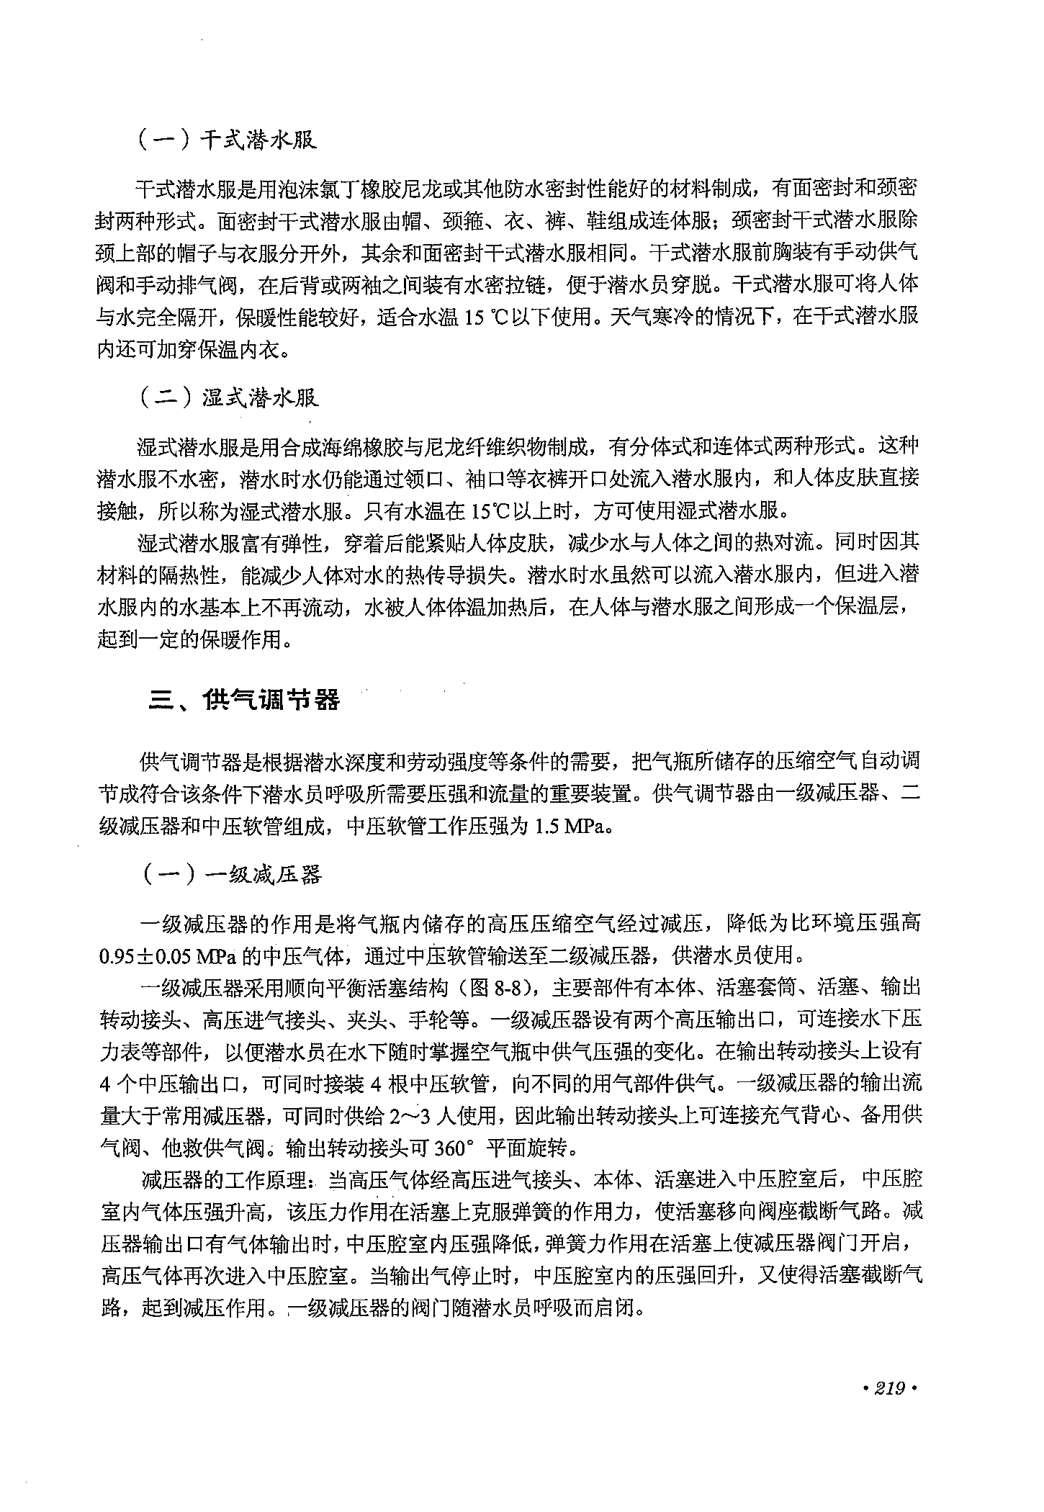 （一）干式潜水服
干式潜水服是用泡沫氯丁橡胶尼龙或其他防水密封性能好的材料制成，有面密封和颈密
封两种形式。面密封干式潜水服由帽、颈箍、衣、裤、鞋组成连体服；颈密封干式潜水服除
颈上部的帽子与衣服分开外，其余和面密封干式潜水服相同。干式潜水服前胸装有手动供气
阀和手动排气阀，在后背或两袖之间装有水密拉链，便于潜水员穿脱。干式潜水服可将人体
与水完全隔开，保暖性能较好，适合水温 15 ℃以下使用。天气寒冷的情况下，在干式潜水服
内还可加穿保温内衣。
（二）湿式潜水服
湿式潜水服是用合成海绵橡胶与尼龙纤维织物制成，有分体式和连体式两种形式。这种
潜水服不水密，潜水时水仍能通过领口、袖口等衣裤开口处流入潜水服内，和人体皮肤直接
接触，所以称为湿式潜水服。只有水温在 15℃以上时，方可使用湿式潜水服。
湿式潜水服富有弹性，穿着后能紧贴人体皮肤，减少水与人体之间的热对流。同时因其
材料的隔热性，能减少人体对水的热传导损失。潜水时水虽然可以流入潜水服内，但进入潜
水服内的水基本上不再流动，水被人体体温加热后，在人体与潜水服之间形成一个保温层，
起到一定的保暖作用。
三、供气调节器
供气调节器是根据潜水深度和劳动强度等条件的需要，把气瓶所储存的压缩空气自动调
节成符合该条件下潜水员呼吸所需要压强和流量的重要装置。供气调节器由一级减压器、二
级减压器和中压软管组成，中压软管工作压强为 1.5 MPa。
（一）一级减压器
一级减压器的作用是将气瓶内储存的高压压缩空气经过减压，降低为比环境压强高
0.95±0.05 MPa 的中压气体，通过中压软管输送至二级减压器，供潜水员使用。
一级减压器采用顺向平衡活塞结构（图 8-8），主要部件有本体、活塞套筒、活塞、输出
转动接头、高压进气接头、夹头、手轮等。一级减压器设有两个高压输出口，可连接水下压
力表等部件，以便潜水员在水下随时掌握空气瓶中供气压强的变化。在输出转动接头上设有
4 个中压输出口，可同时接装 4 根中压软管，向不同的用气部件供气。一级减压器的输出流
量大于常用减压器，可同时供给 2～3 人使用，因此输出转动接头上可连接充气背心、备用供
气阀、他救供气阀。输出转动接头可 360° 平面旋转。
减压器的工作原理：当高压气体经高压进气接头、本体、活塞进入中压腔室后，中压腔
室内气体压强升高，该压力作用在活塞上克服弹簧的作用力，使活塞移向阀座截断气路。减
压器输出口有气体输出时，中压腔室内压强降低，弹簧力作用在活塞上使减压器阀门开启，
高压气体再次进入中压腔室。当输出气停止时，中压腔室内的压强回升，又使得活塞截断气
路，起到减压作用。一级减压器的阀门随潜水员呼吸而启闭。
·219·